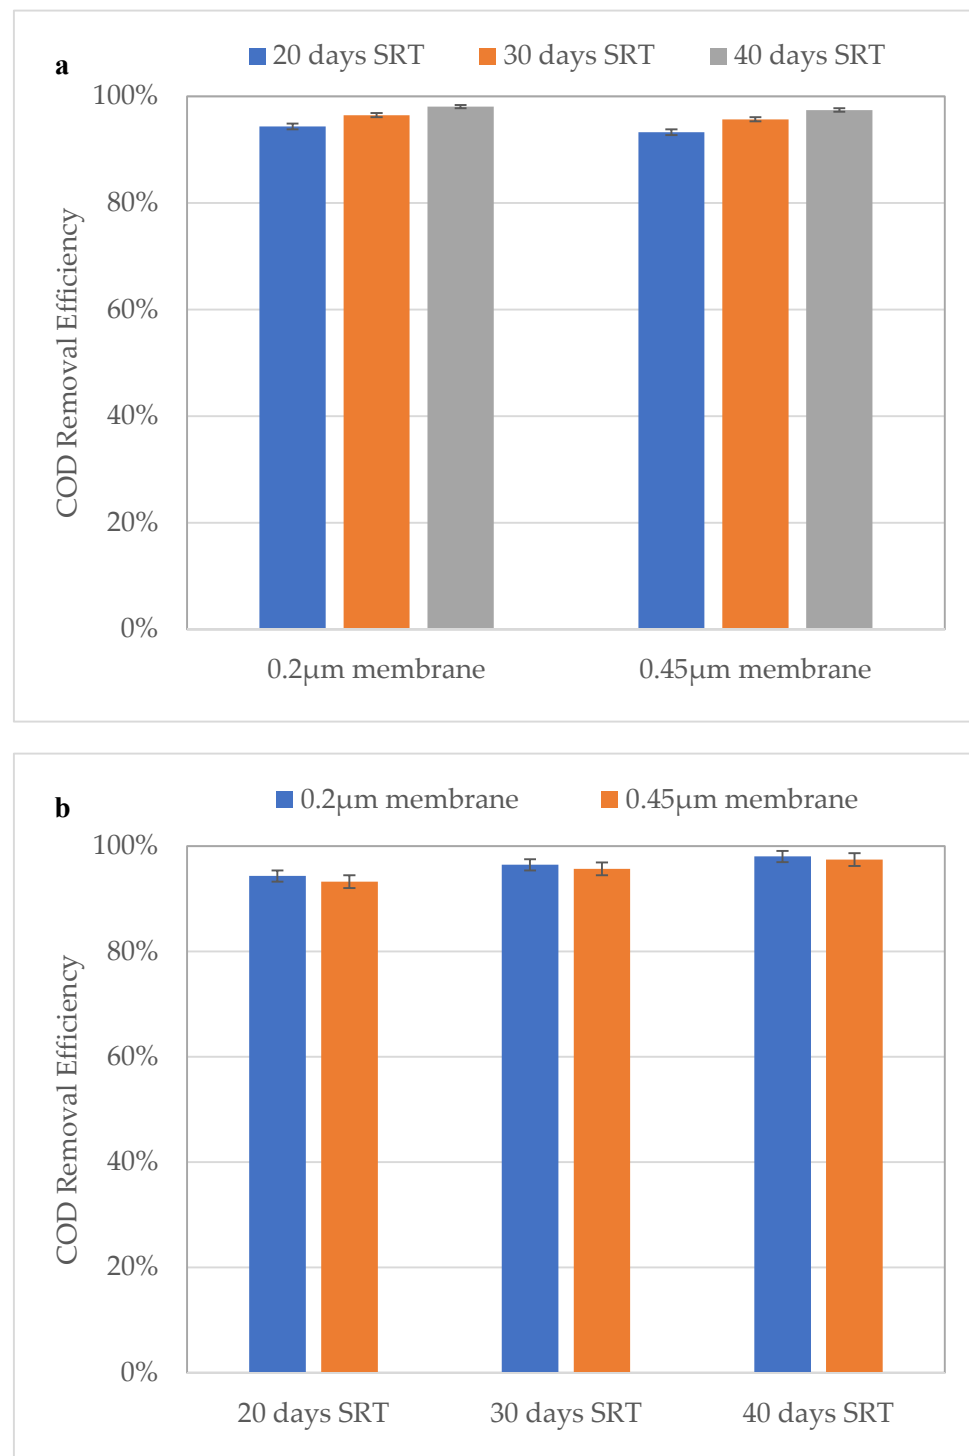 a
20 days SRT 30 days SRT 40 days SRT
100%
80%
60%
40%
20%
0%
COD Removal Efficiency
0.2µm membrane 0.45µm membrane
b
0.2µm membrane 0.45µm membrane
100%
80%
60%
40%
20%
0%
COD Removal Efficiency
20 days SRT 30 days SRT 40 days SRT